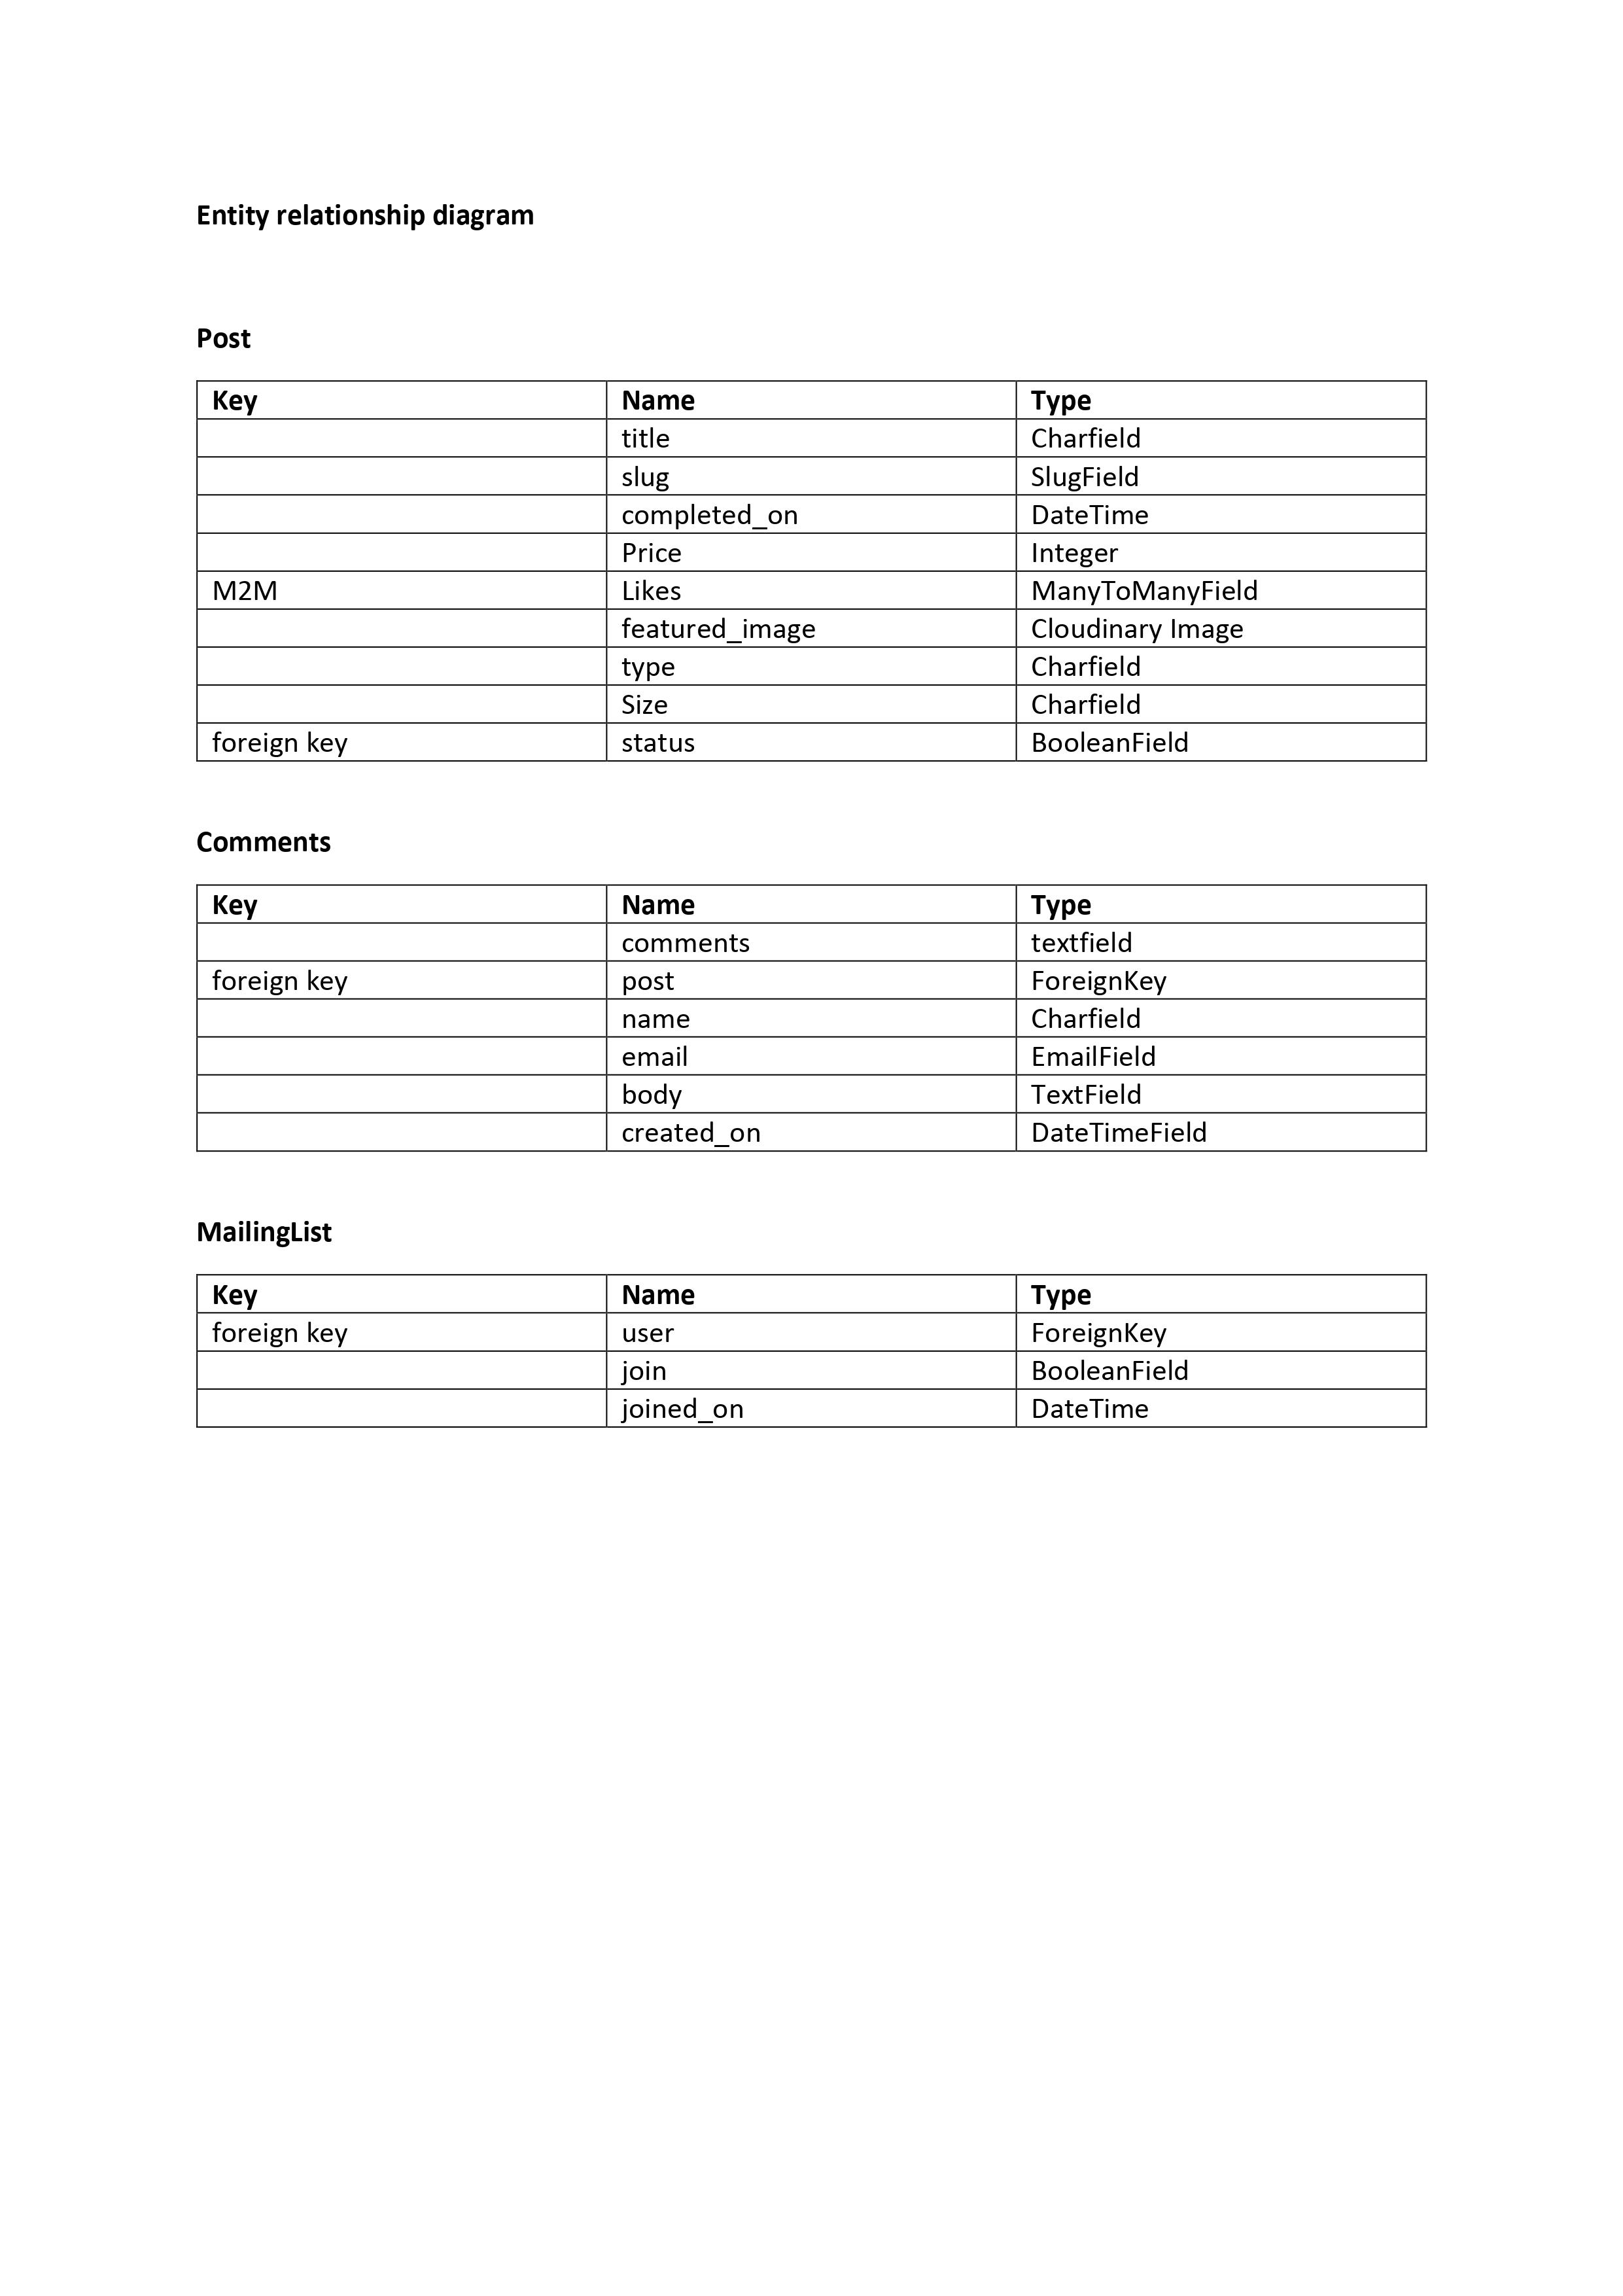 Entity relationship diagram
Post
Key Name Type
title Charfield
slug SlugField
completed_on DateTime
Price Integer
M2M Likes ManyToManyField
featured_image Cloudinary Image
type Charfield
Size Charfield
foreign key status BooleanField
Comments
Key Name Type
comments textfield
foreign key post ForeignKey
name Charfield
email EmailField
body TextField
created_on DateTimeField
MailingList
Key Name Type
foreign key user ForeignKey
join BooleanField
joined_on DateTime